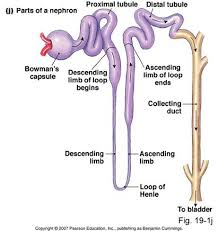 (j) Parts of a nephron
Proximal tubule
Distal tubule
Bowman's
capsule
Descending
limb of loop
begins
Ascending
limb of loop
ends
Collecting
duct
Descending
limb
Ascending
limb
Loop of
Henle
To bladder
Fig. 19-1j
Copyright © 2007 Pearson Education, Inc., publishing as Benjamin Cummings.